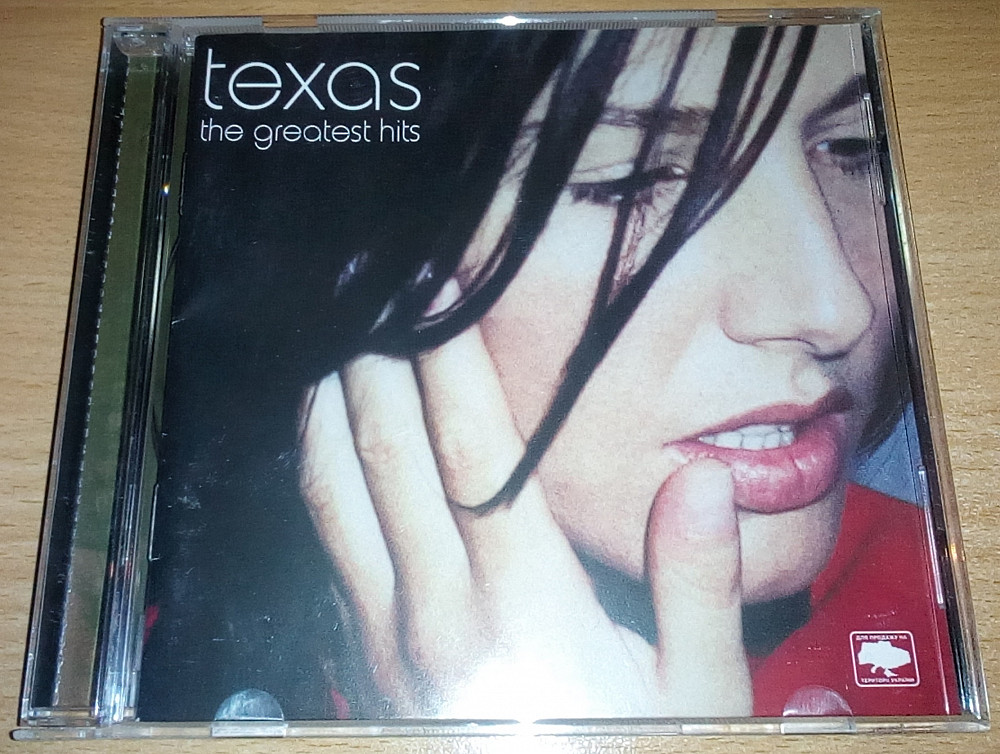 texas
the greatest hits
ДЛЯ ПРОДАЖУ НА
ТЕРИТОРІЇ УКРАЇНИ